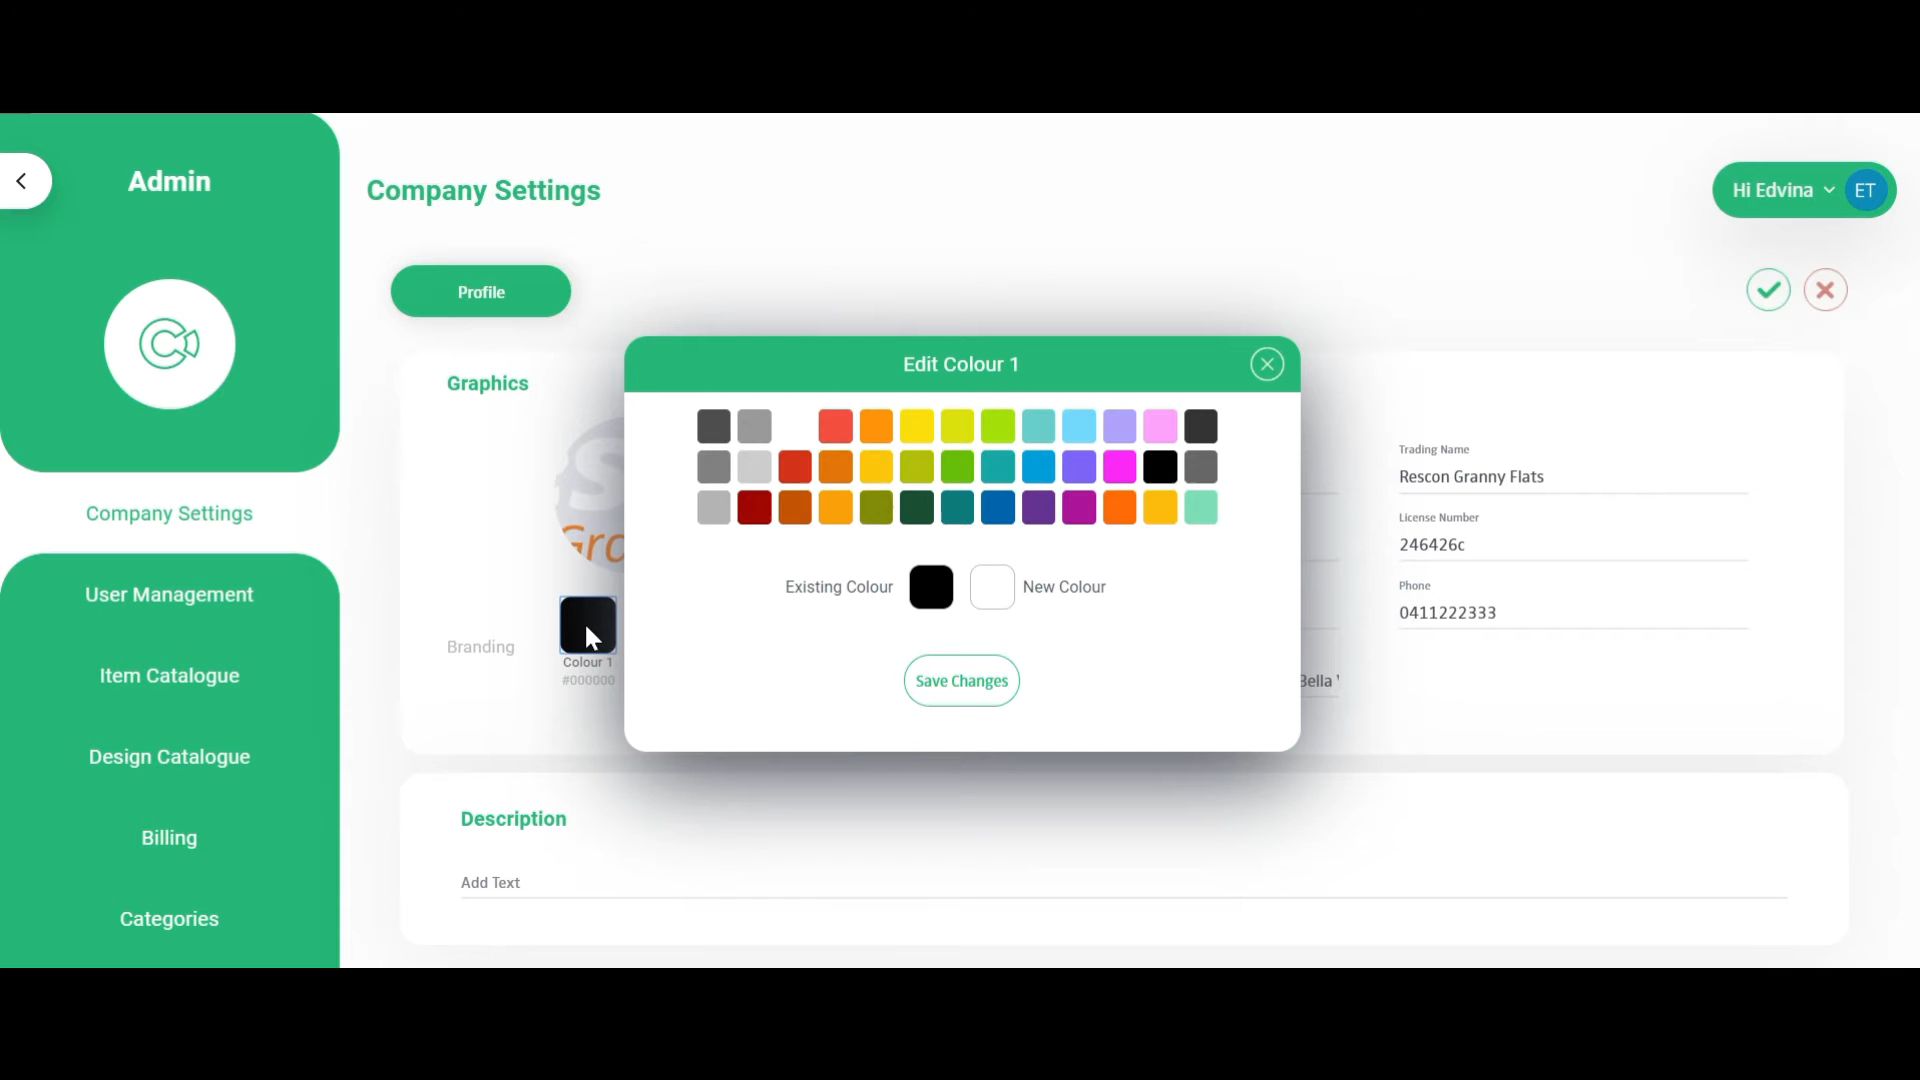 Admin
Company Settings
Hi Edvina
ET
Profile
Edit Colour 1
Graphics
Gro
Trading Name
Rescon Granny Flats
License Number
246426c
Phone
0411222333
Company Settings
User Management
Item Catalogue
Design Catalogue
Billing
Categories
Existing Colour
New Colour
Branding
Colour 1
#000000
Save Changes
Bella
Description
Add Text